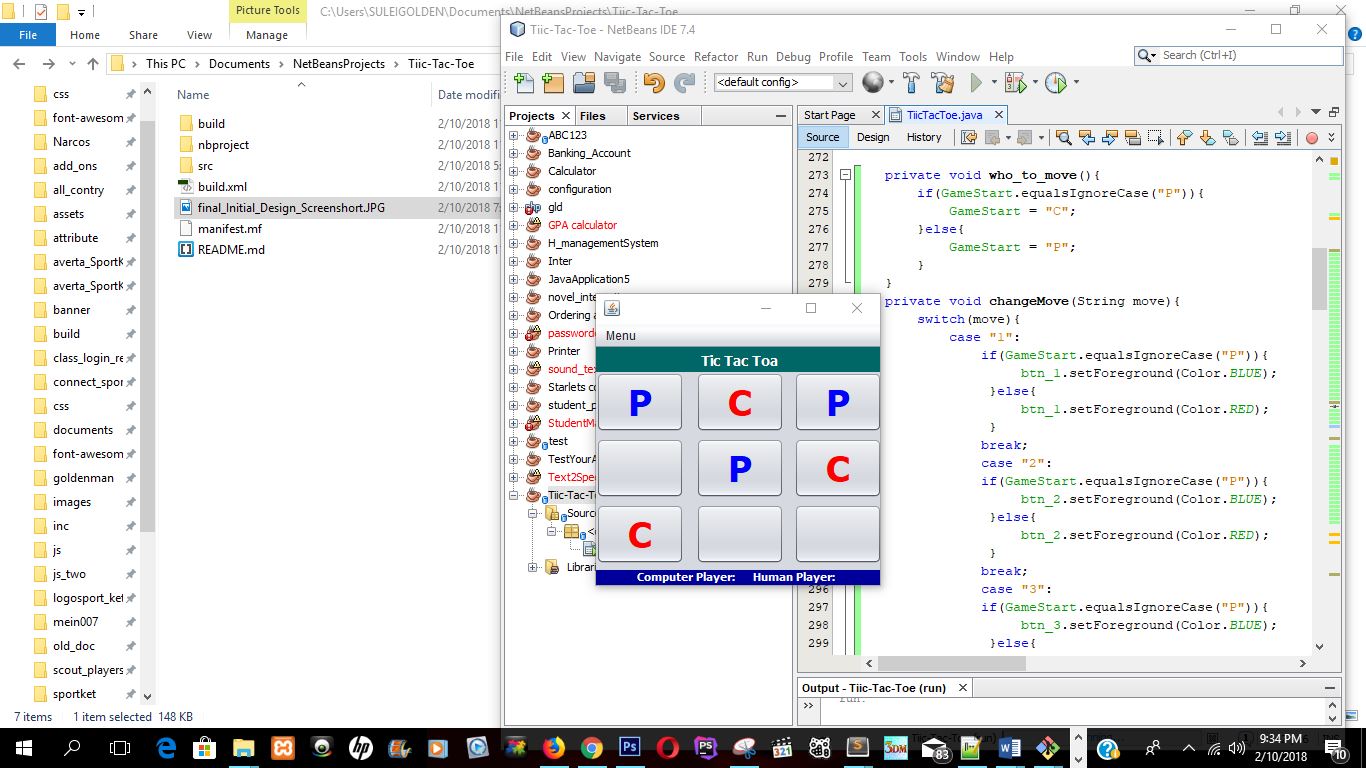 Picture Tools
C:\Users\SULEIGOLDEN\Documents\NetBeansProjects\Tiic-Tac-Toe
File Home Share View Manage
This PC Documents NetBeansProjects Tiic-Tac-Toe
css
font-awesom
Narcos
add_ons
all_contry
assets
attribute
averta_SportK
averta_SportF
banner
build
class_login_re
connect_spor
css
documents
font-awesom
goldenman
images
inc
js
js_two
logosport_ket
mein007
old_doc
scout_players
sportket
Name Date modifi
build 2/10/2018 1
nbproject 2/10/2018 1
src 2/10/2018 5:
build.xml 2/10/2018 1
final_Initial_Design_Screenshort.JPG 2/10/2018 7:
manifest.mf 2/10/2018 1
README.md 2/10/2018 1
7 items 1 item selected 148 KB
Tiic-Tac-Toe - NetBeans IDE 7.4
File Edit View Navigate Source Refactor Run Debug Profile Team Tools Window Help
Search (Ctrl+I)
<default config>
Projects Files Services
ABC123
Banking_Account
Calculator
configuration
gld
GPA calculator
H_managementSystem
Inter
JavaApplication5
novel_inte
Ordering a
passwordo
Printer
sound_tex
Starlets co
student_p
StudentMa
test
TestYourA
Text2Spe
Tiic-Tac-To
Sourc
<
Librari
Start Page TiicTacToe.java
Source Design History
272
273 private void who_to_move(){
274 if(GameStart.equalsIgnoreCase("P")){
275 GameStart = "C";
276 }else{
277 GameStart = "P";
278 }
279 }
private void changeMove(String move){
switch(move){
case "1":
if(GameStart.equalsIgnoreCase("P")){
btn_1.setForeground(Color.BLUE);
}else{
btn_1.setForeground(Color.RED);
}
break;
case "2":
if(GameStart.equalsIgnoreCase("P")){
btn_2.setForeground(Color.BLUE);
}else{
btn_2.setForeground(Color.RED);
}
break;
296 case "3":
297 if(GameStart.equalsIgnoreCase("P")){
298 btn_3.setForeground(Color.BLUE);
299 }else{
Menu
Tic Tac Toa
P C P
P C
C
Computer Player: Human Player:
Output - Tiic-Tac-Toe (run)
run:
83
9:34 PM
2/10/2018
10